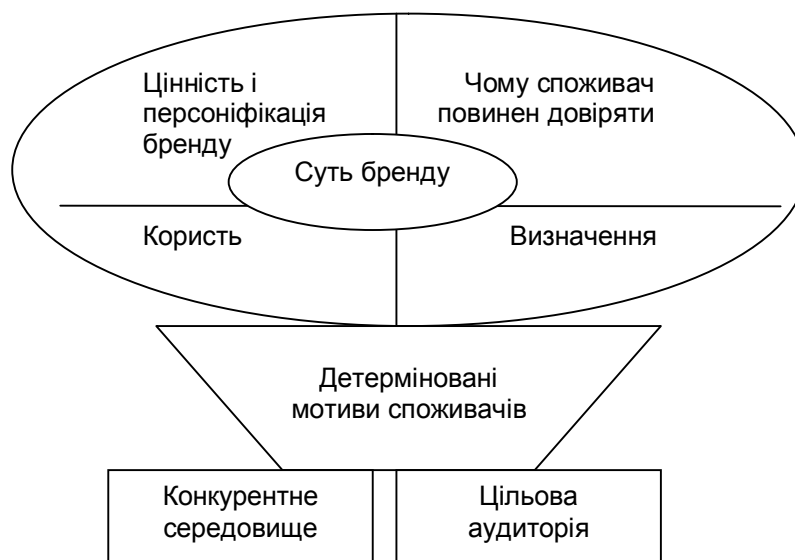 Цінність і
персоніфікація
бренду
Чому споживач
повинен довіряти
Суть бренду
Користь
Визначення
Детерміновані
мотиви споживачів
Конкурентне
середовище
Цільова
аудиторія